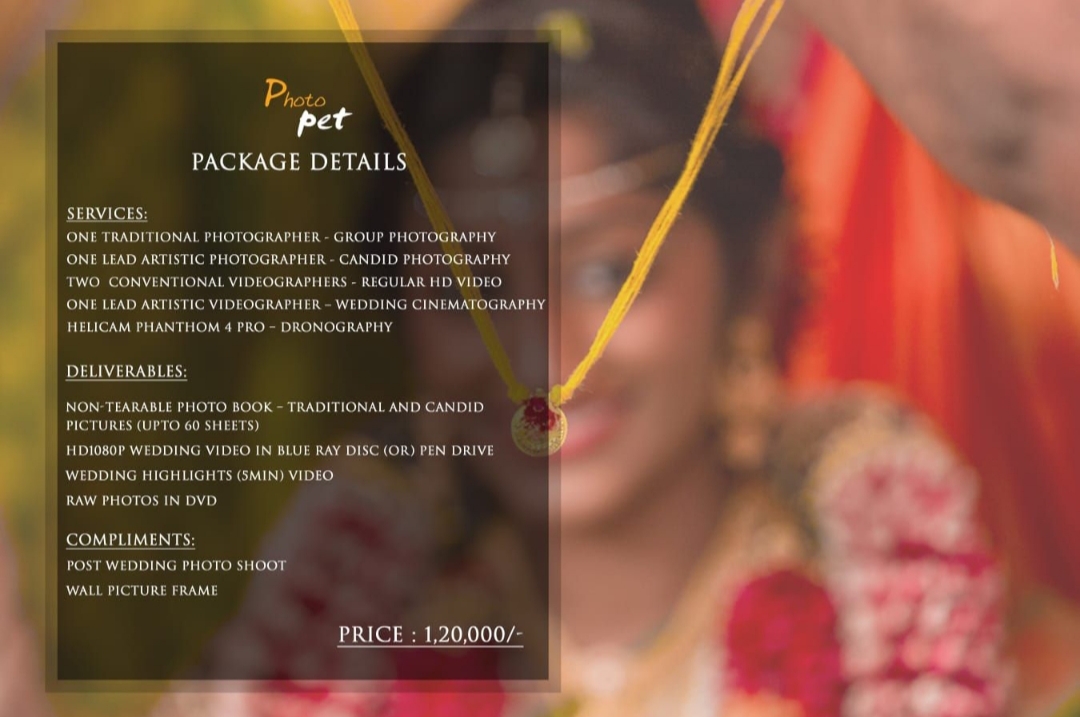 Photo
pet
PACKAGE DETAILS
SERVICES:
ONE TRADITIONAL PHOTOGRAPHER - GROUP PHOTOGRAPHY
ONE LEAD ARTISTIC PHOTOGRAPHER - CANDID PHOTOGRAPHY
TWO CONVENTIONAL VIDEOGRAPHERS - REGULAR HD VIDEO
ONE LEAD ARTISTIC VIDEOGRAPHER – WEDDING CINEMATOGRAPHY
HELICAM PHANTHOM 4 PRO – DRONOGRAPHY
DELIVERABLES:
NON-TEARABLE PHOTO BOOK – TRADITIONAL AND CANDID
PICTURES (UPTO 60 SHEETS)
HD1080P WEDDING VIDEO IN BLUE RAY DISC (OR) PEN DRIVE
WEDDING HIGHLIGHTS (5MIN) VIDEO
RAW PHOTOS IN DVD
COMPLIMENTS:
POST WEDDING PHOTO SHOOT
WALL PICTURE FRAME
PRICE : 1,20,000/-